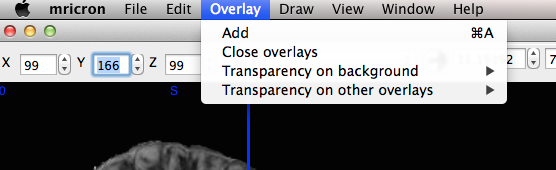 mricron File Edit Overlay Draw View Window Help
Add ⌘A
Close overlays
Transparency on background
Transparency on other overlays
X 99 Y 166 Z 99
S